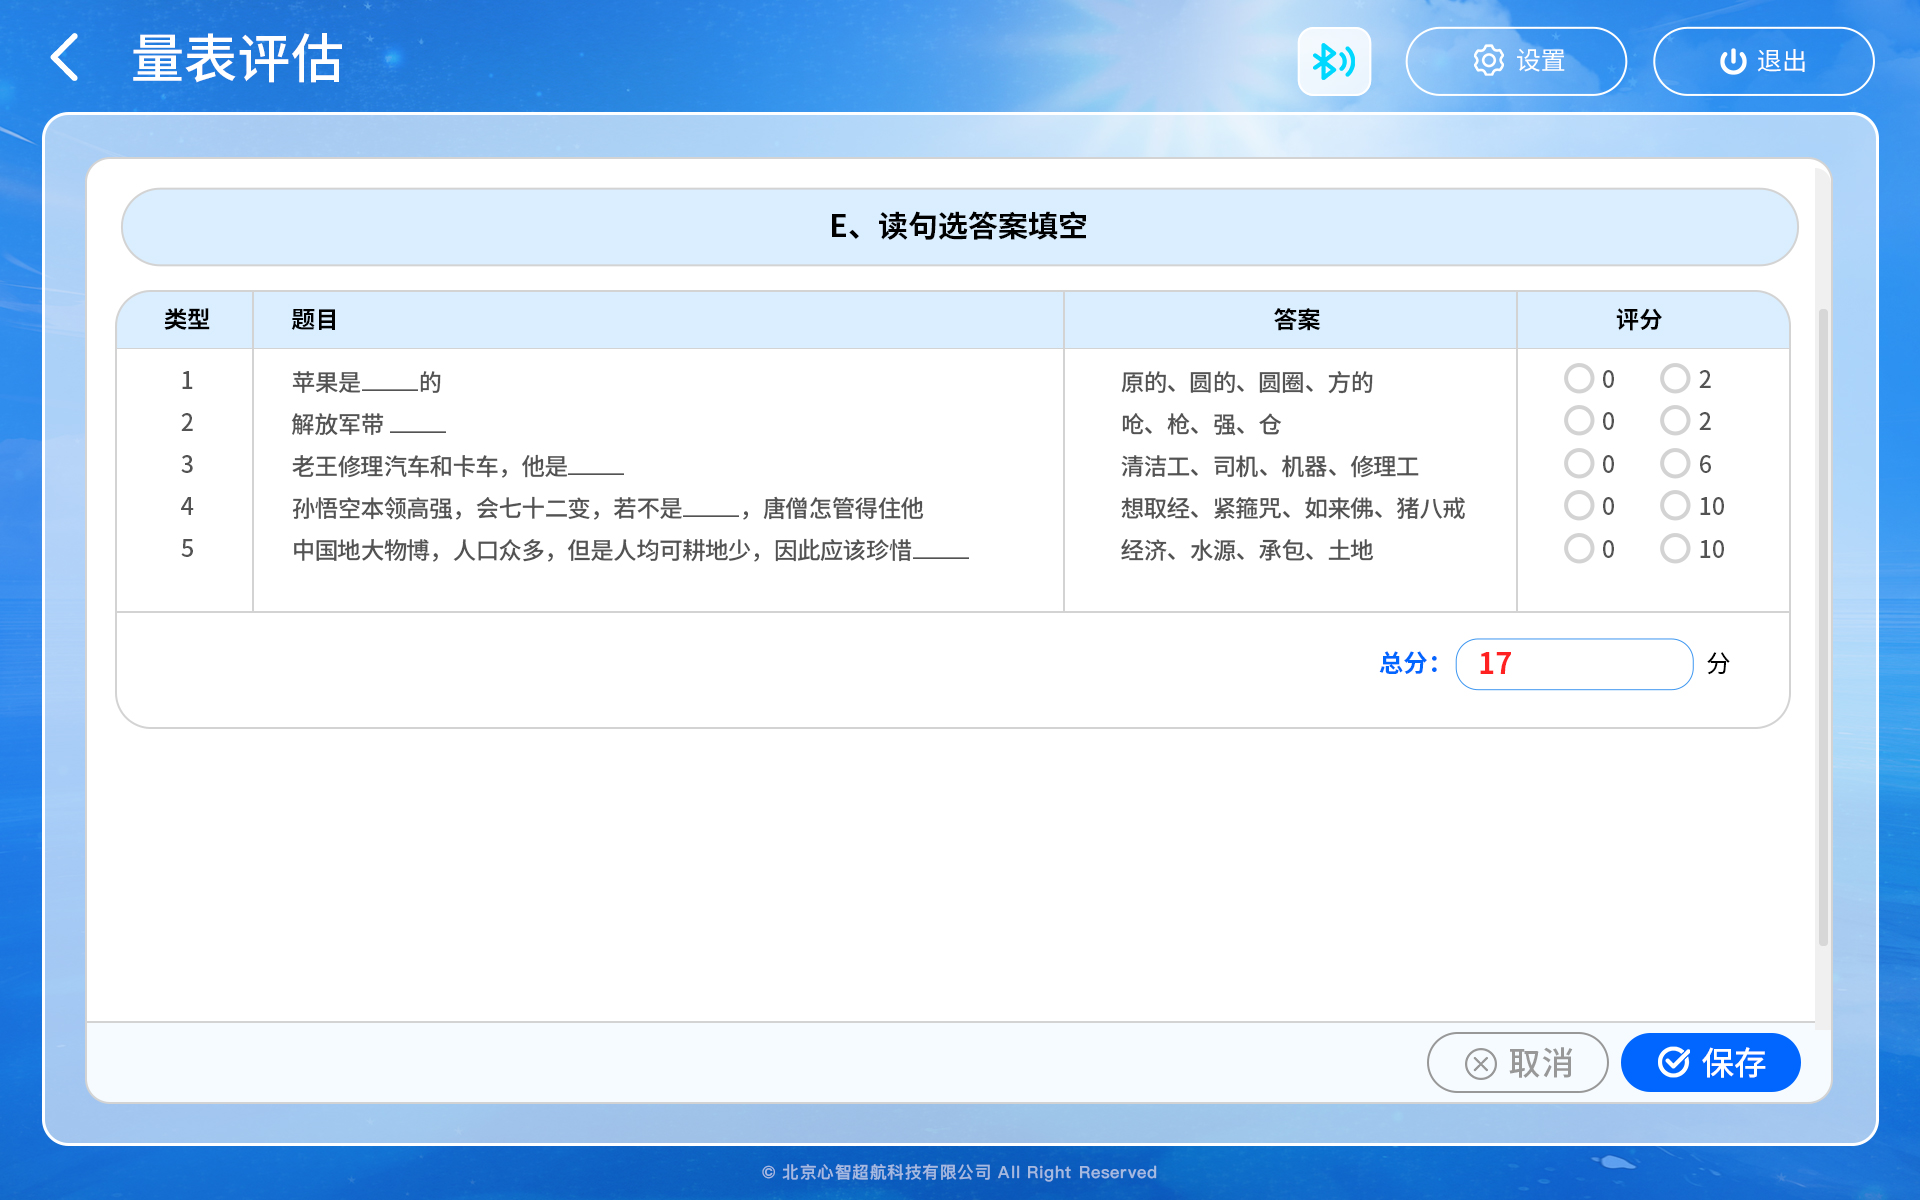 量表评估
设置
退出
E、读句选答案填空
类型 题目 答案 评分
1 苹果是_____的 原的、圆的、圆圈、方的 0 2
2 解放军带 _____ 呛、枪、强、仓 0 2
3 老王修理汽车和卡车，他是_____ 清洁工、司机、机器、修理工 0 6
4 孙悟空本领高强，会七十二变，若不是_____，唐僧怎管得住他 想取经、紧箍咒、如来佛、猪八戒 0 10
5 中国地大物博，人口众多，但是人均可耕地少，因此应该珍惜_____ 经济、水源、承包、土地 0 10
总分： 17 分
取消
保存
© 北京心智超航科技有限公司 All Right Reserved